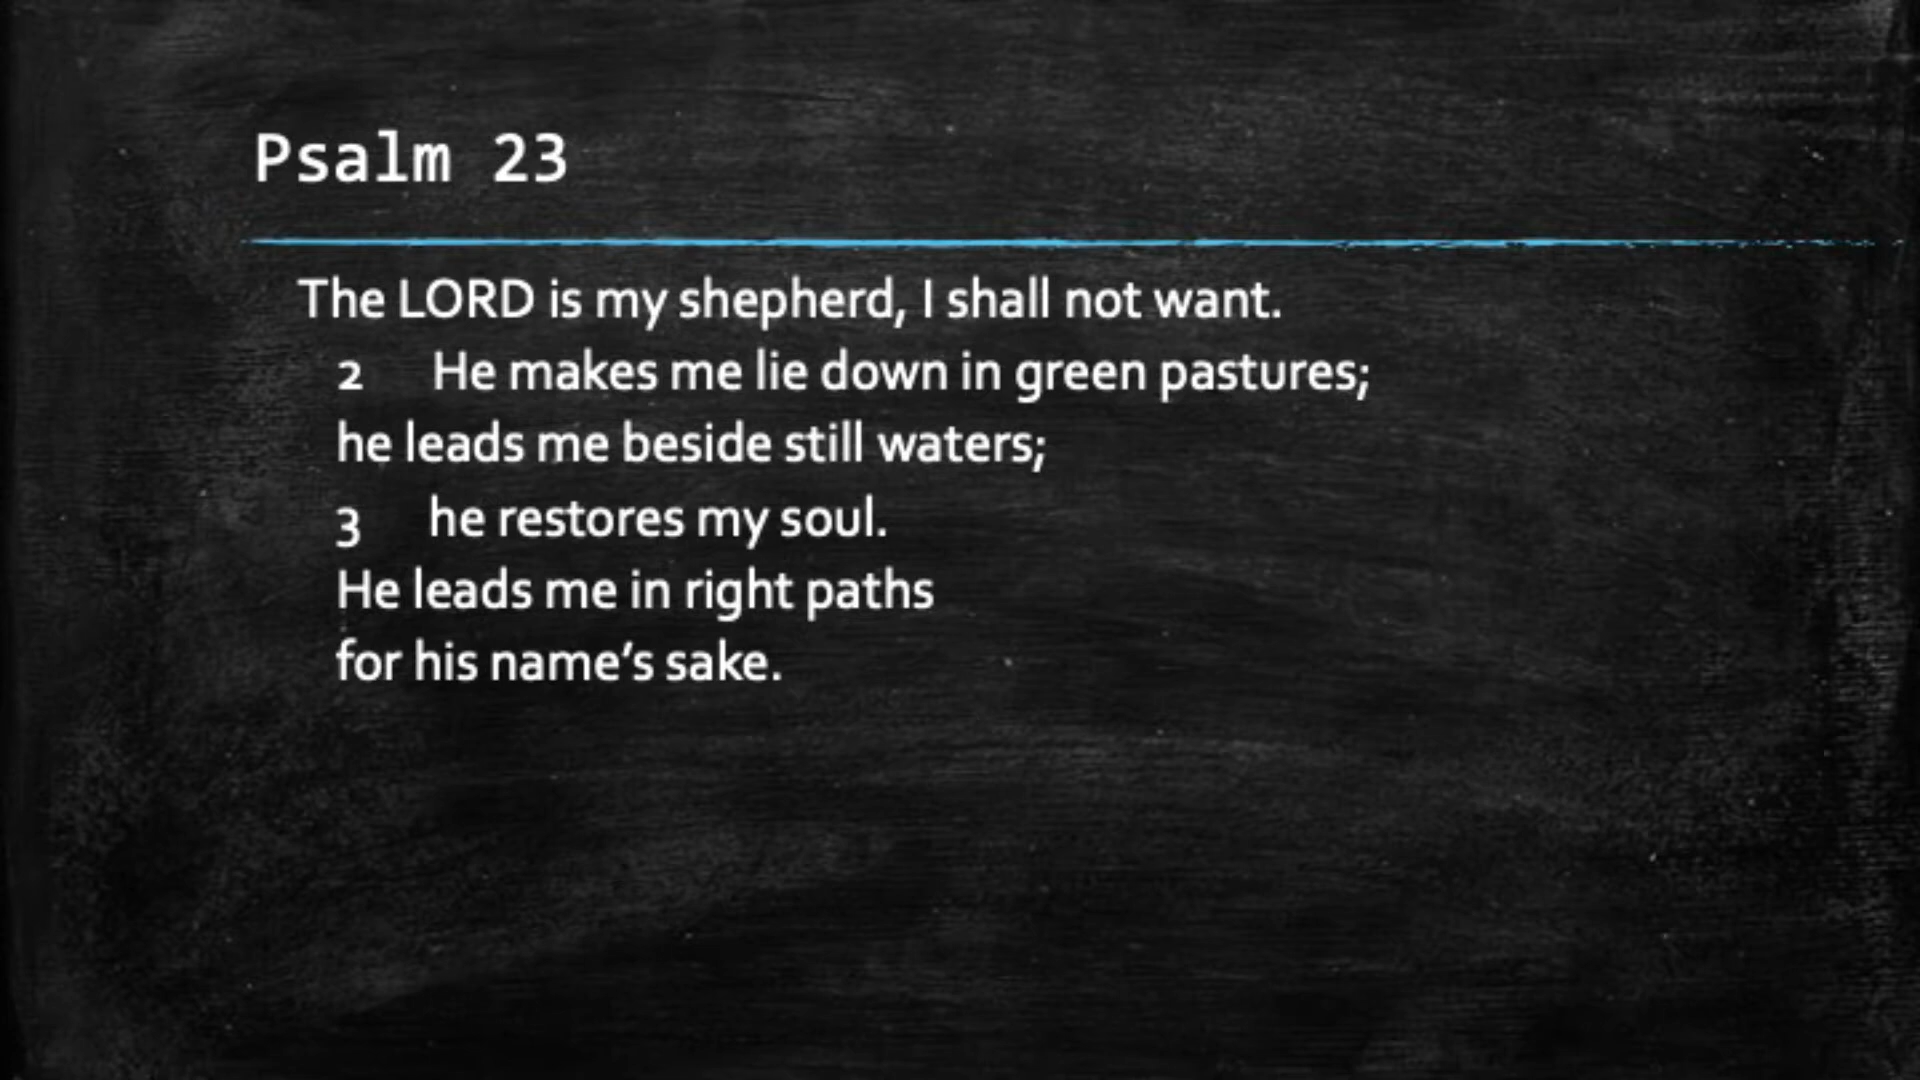 Psalm 23
The LORD is my shepherd, I shall not want.
2 He makes me lie down in green pastures;
he leads me beside still waters;
3 he restores my soul.
He leads me in right paths
for his name’s sake.